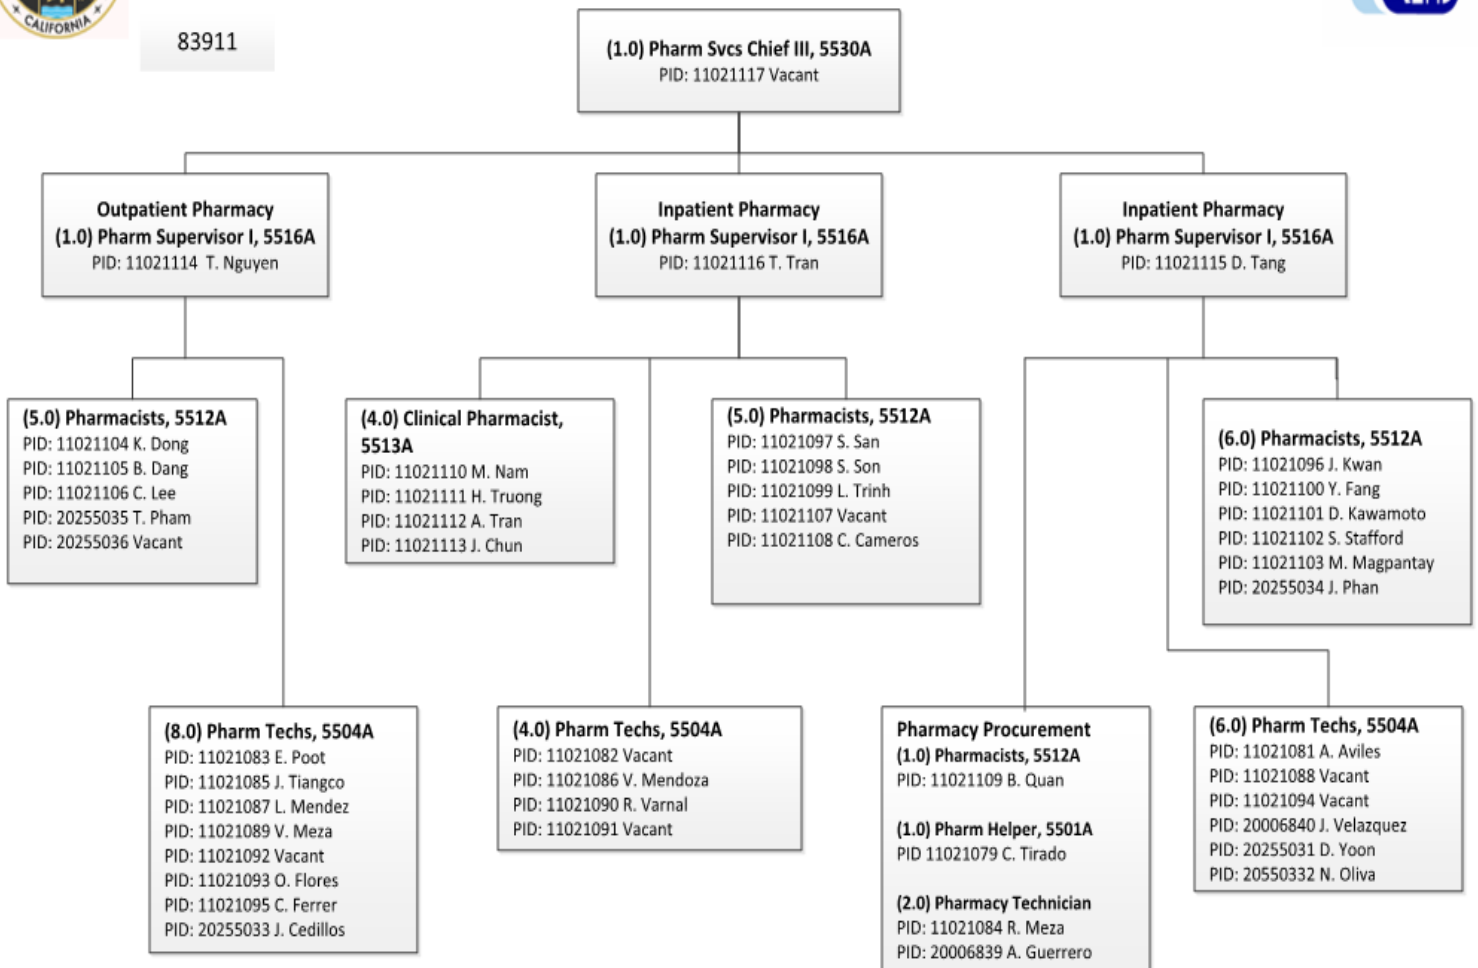 CALIFORNIA
83911
(1.0) Pharm Svcs Chief III, 5530A
PID: 11021117 Vacant
Outpatient Pharmacy
(1.0) Pharm Supervisor I, 5516A
PID: 11021114 T. Nguyen
Inpatient Pharmacy
(1.0) Pharm Supervisor I, 5516A
PID: 11021116 T. Tran
Inpatient Pharmacy
(1.0) Pharm Supervisor I, 5516A
PID: 11021115 D. Tang
(5.0) Pharmacists, 5512A
PID: 11021104 K. Dong
PID: 11021105 B. Dang
PID: 11021106 C. Lee
PID: 20255035 T. Pham
PID: 20255036 Vacant
(4.0) Clinical Pharmacist,
5513A
PID: 11021110 M. Nam
PID: 11021111 H. Truong
PID: 11021112 A. Tran
PID: 11021113 J. Chun
(5.0) Pharmacists, 5512A
PID: 11021097 S. San
PID: 11021098 S. Son
PID: 11021099 L. Trinh
PID: 11021107 Vacant
PID: 11021108 C. Cameros
(6.0) Pharmacists, 5512A
PID: 11021096 J. Kwan
PID: 11021100 Y. Fang
PID: 11021101 D. Kawamoto
PID: 11021102 S. Stafford
PID: 11021103 M. Magpantay
PID: 20255034 J. Phan
(8.0) Pharm Techs, 5504A
PID: 11021083 E. Poot
PID: 11021085 J. Tiangco
PID: 11021087 L. Mendez
PID: 11021089 V. Meza
PID: 11021092 Vacant
PID: 11021093 O. Flores
PID: 11021095 C. Ferrer
PID: 20255033 J. Cedillos
(4.0) Pharm Techs, 5504A
PID: 11021082 Vacant
PID: 11021086 V. Mendoza
PID: 11021090 R. Varnal
PID: 11021091 Vacant
Pharmacy Procurement
(1.0) Pharmacists, 5512A
PID: 11021109 B. Quan
(1.0) Pharm Helper, 5501A
PID 11021079 C. Tirado
(2.0) Pharmacy Technician
PID: 11021084 R. Meza
PID: 20006839 A. Guerrero
(6.0) Pharm Techs, 5504A
PID: 11021081 A. Aviles
PID: 11021088 Vacant
PID: 11021094 Vacant
PID: 20006840 J. Velazquez
PID: 20255031 D. Yoon
PID: 20550332 N. Oliva